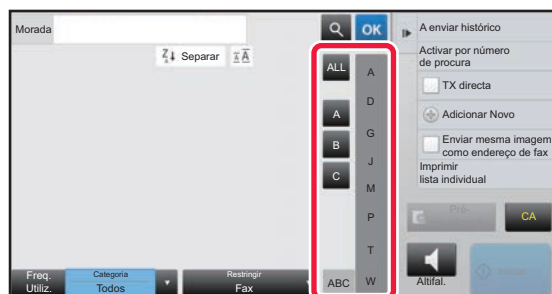 Morada
OK
A enviar histórico
Separar
Activar por número
de procura
ALL
A
TX directa
D
A
Adicionar Novo
G
B
Enviar mesma imagem
como endereço de fax
J
C
Imprimir
lista individual
M
P
CA
T
Freq.
Utiliz.
Categoria
Todos
Restringir
Fax
ABC
W
Altifal.